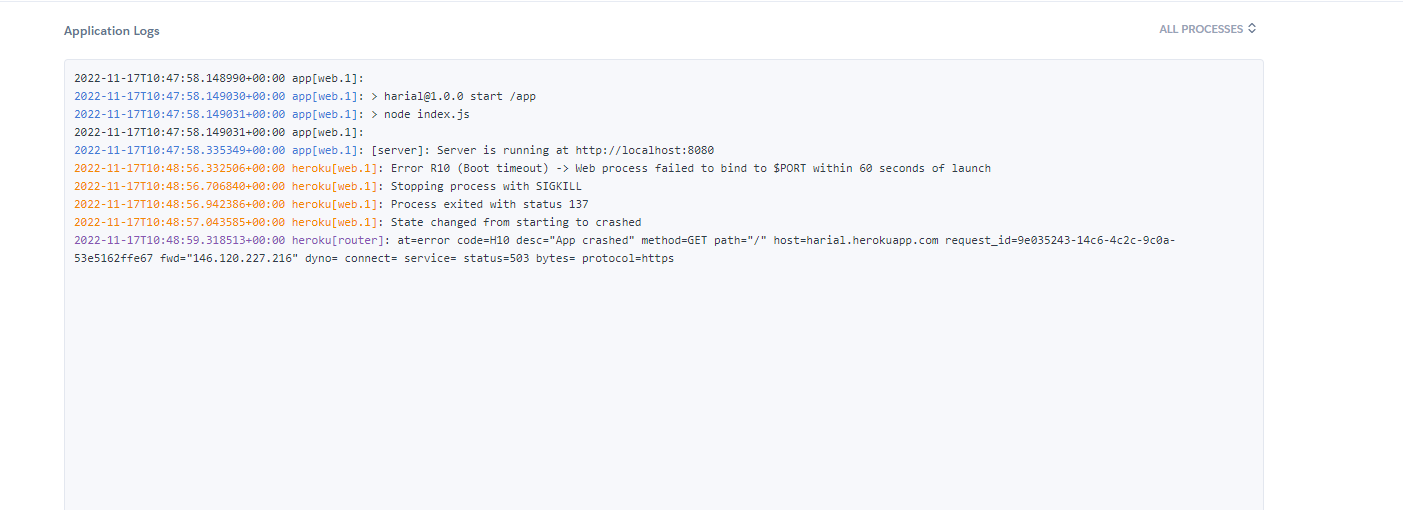 Application Logs
ALL PROCESSES
2022-11-17T10:47:58.148990+00:00 app[web.1]:
2022-11-17T10:47:58.149030+00:00 app[web.1]: > harial@1.0.0 start /app
2022-11-17T10:47:58.149031+00:00 app[web.1]: > node index.js
2022-11-17T10:47:58.149031+00:00 app[web.1]:
2022-11-17T10:47:58.335349+00:00 app[web.1]: [server]: Server is running at http://localhost:8080
2022-11-17T10:48:56.332506+00:00 heroku[web.1]: Error R10 (Boot timeout) -> Web process failed to bind to $PORT within 60 seconds of launch
2022-11-17T10:48:56.706840+00:00 heroku[web.1]: Stopping process with SIGKILL
2022-11-17T10:48:56.942386+00:00 heroku[web.1]: Process exited with status 137
2022-11-17T10:48:57.043585+00:00 heroku[web.1]: State changed from starting to crashed
2022-11-17T10:48:59.318513+00:00 heroku[router]: at=error code=H10 desc="App crashed" method=GET path="/" host=harial.herokuapp.com request_id=9e035243-14c6-4c2c-9c0a-
53e5162ffe67 fwd="146.120.227.216" dyno= connect= service= status=503 bytes= protocol=https